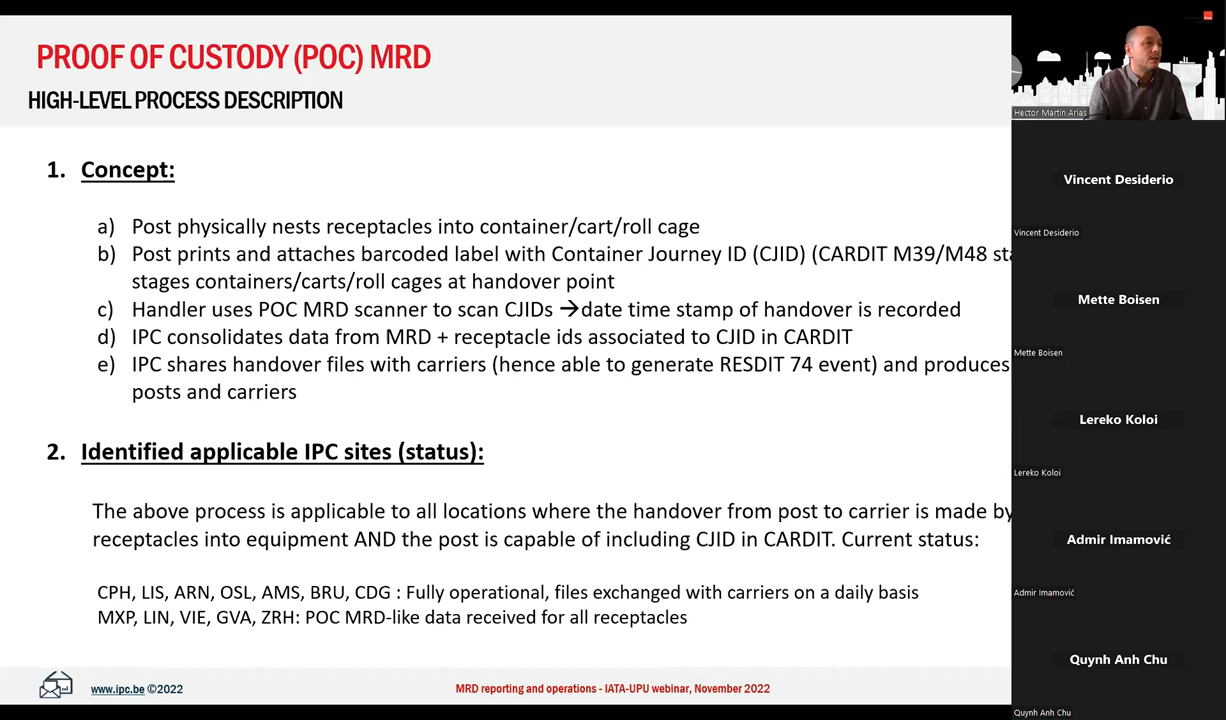 PROOF OF CUSTODY (POC) MRD
HIGH-LEVEL PROCESS DESCRIPTION
1. Concept:
a) Post physically nests receptacles into container/cart/roll cage
b) Post prints and attaches barcoded label with Container Journey ID (CJID) (CARDIT M39/M48
stages containers/carts/roll cages at handover point
c) Handler uses POC MRD scanner to scan CJIDs →date time stamp of handover is recorded
d) IPC consolidates data from MRD + receptacle ids associated to CJID in CARDIT
e) IPC shares handover files with carriers (hence able to generate RESDIT 74 event) and produces
posts and carriers
2. Identified applicable IPC sites (status):
The above process is applicable to all locations where the handover from post to carrier is made by
receptacles into equipment AND the post is capable of including CJID in CARDIT. Current status:
CPH, LIS, ARN, OSL, AMS, BRU, CDG : Fully operational, files exchanged with carriers on a daily basis
MXP, LIN, VIE, GVA, ZRH: POC MRD-like data received for all receptacles
www.ipc.be ©2022
MRD reporting and operations - IATA-UPU webinar, November 2022
Hector Martin Arias
Vincent Desiderio
Vincent Desiderio
Mette Boisen
Mette Boisen
Lereko Koloi
Lereko Koloi
Admir Imamović
Admir Imamović
Quynh Anh Chu
Quynh Anh Chu